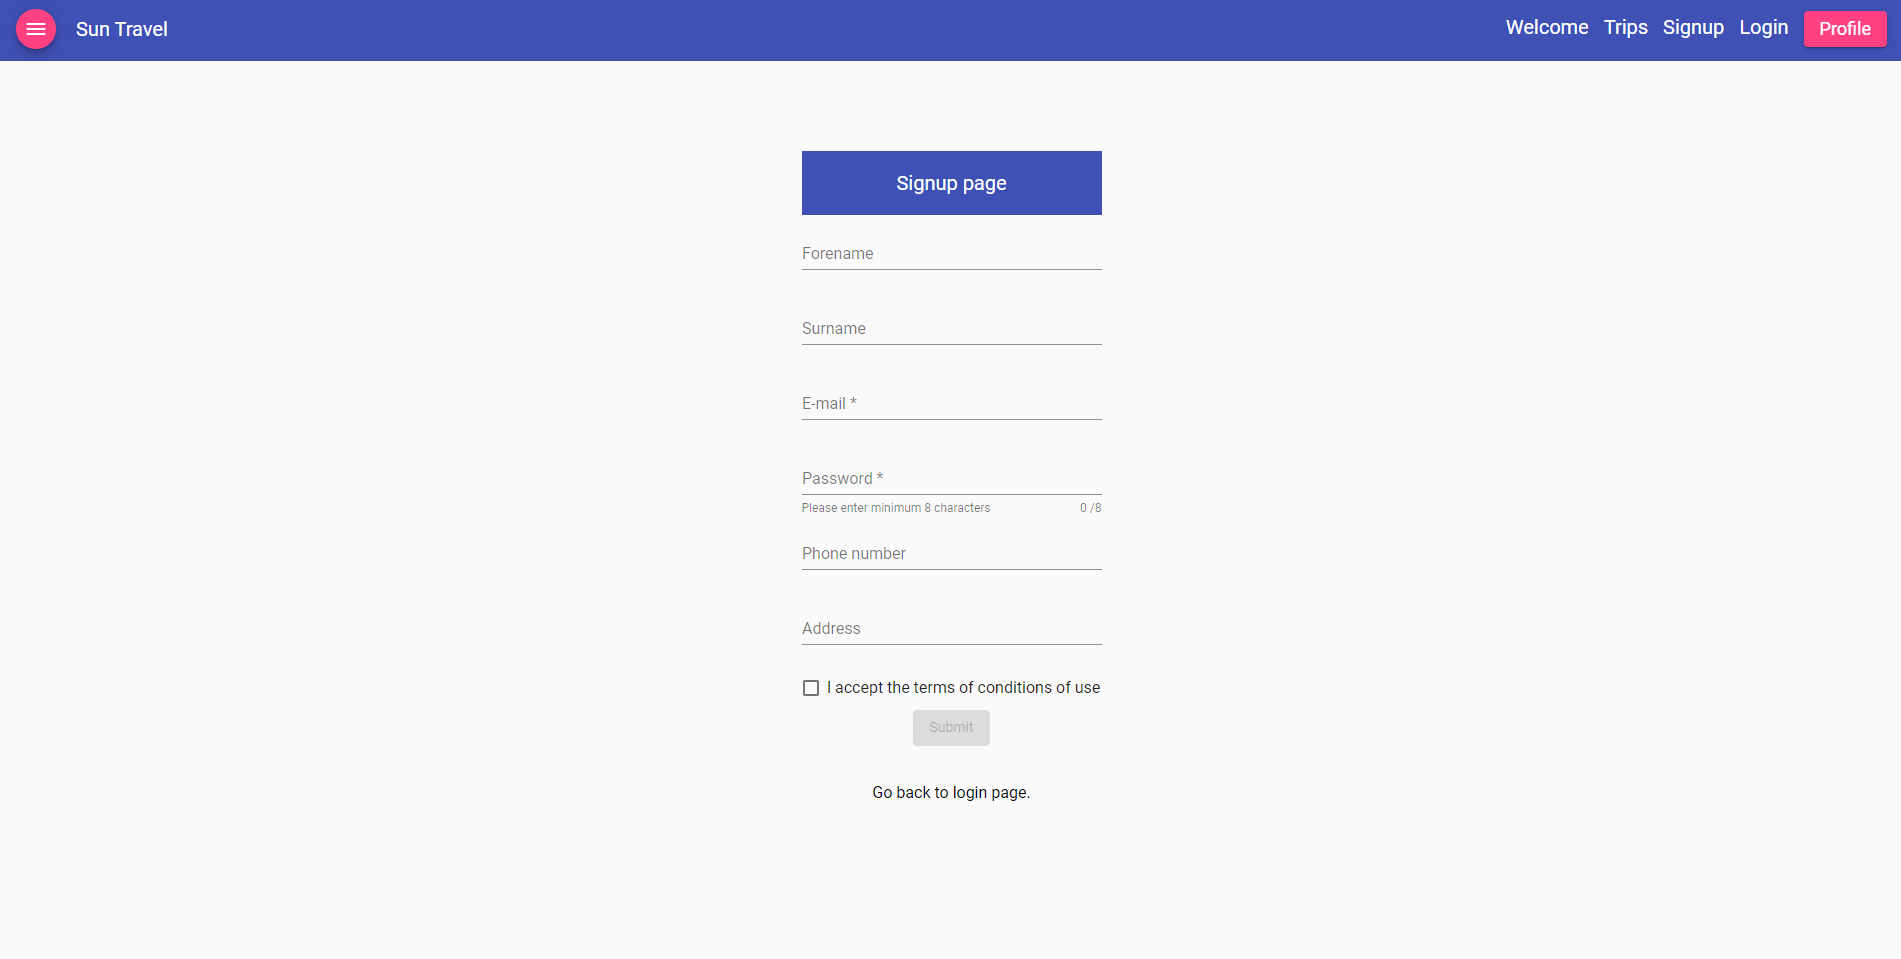 Sun Travel
Welcome Trips Signup Login Profile
Signup page
Forename
Surname
E-mail *
Password *
Please enter minimum 8 characters 0 /8
Phone number
Address
I accept the terms of conditions of use
Submit
Go back to login page.